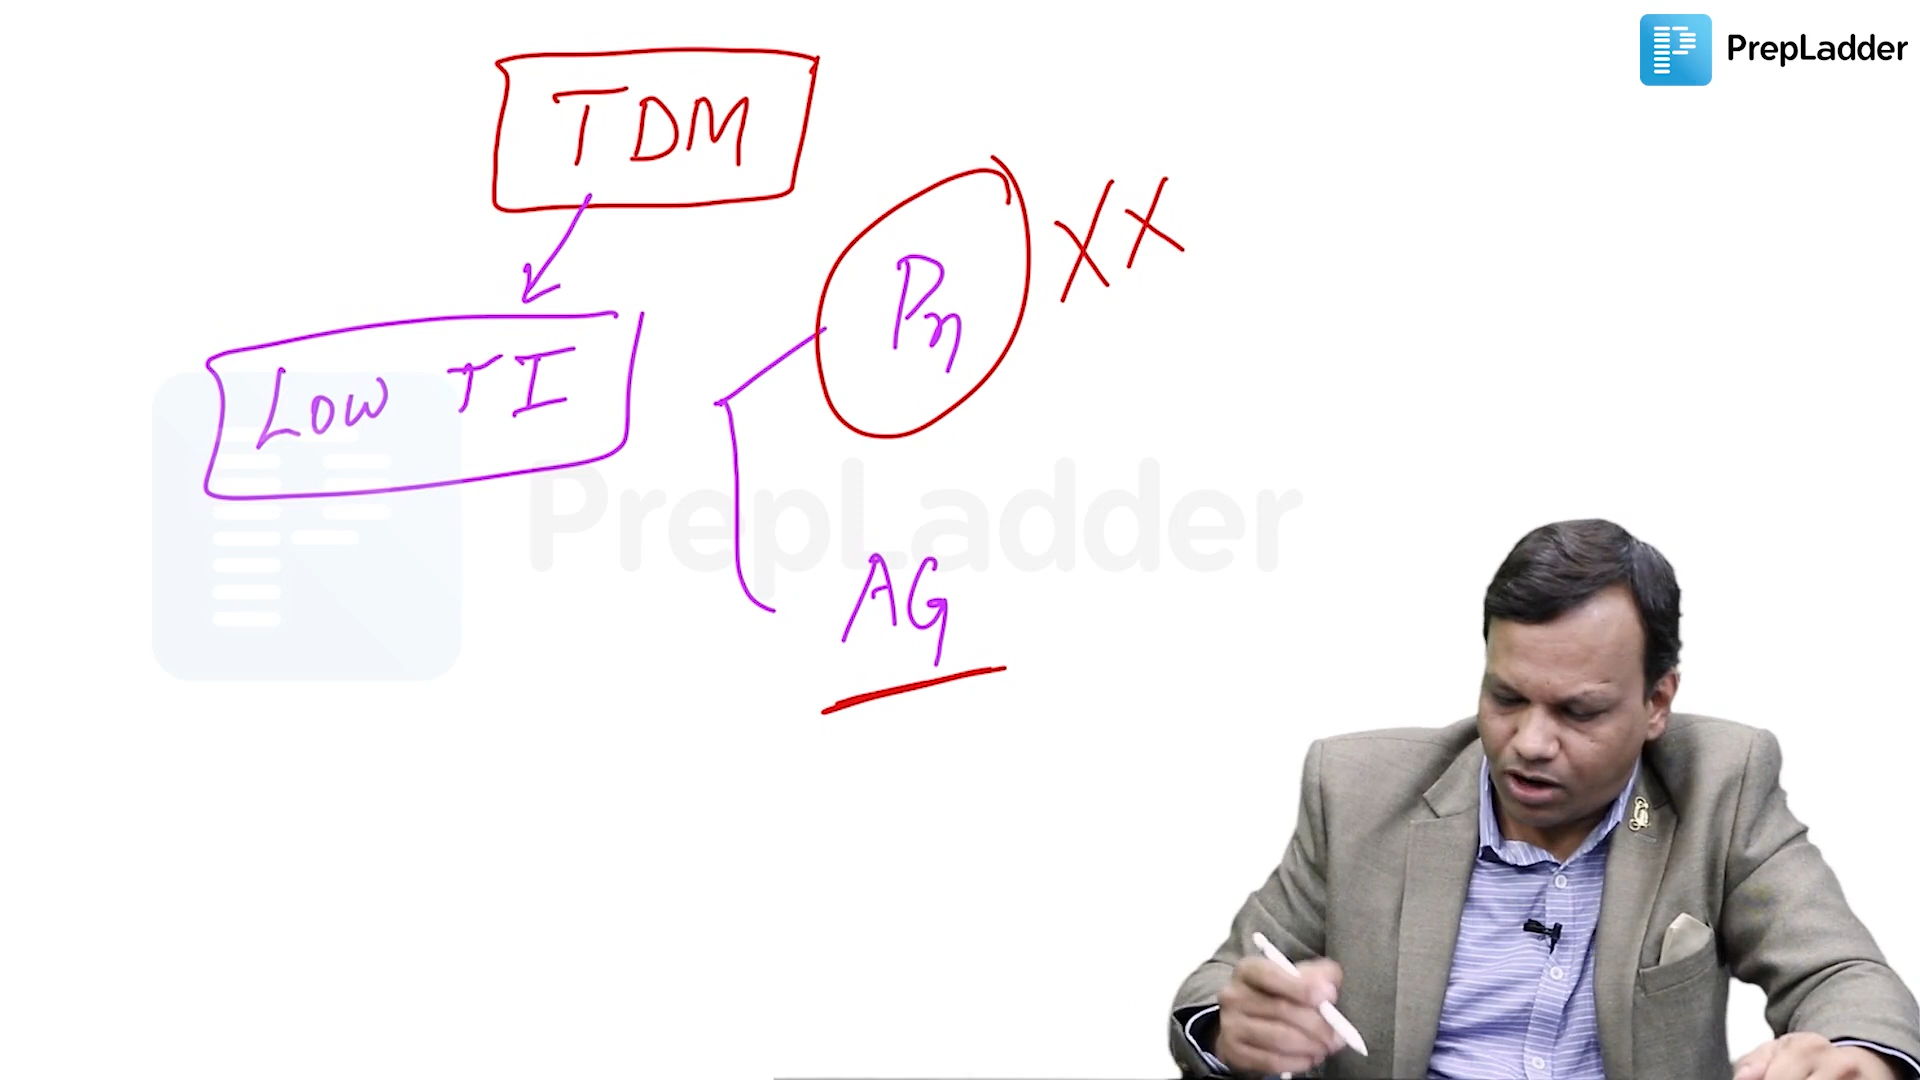 PrepLadder
TDM
XX
Pn
Low TI
PrepLadder
AG